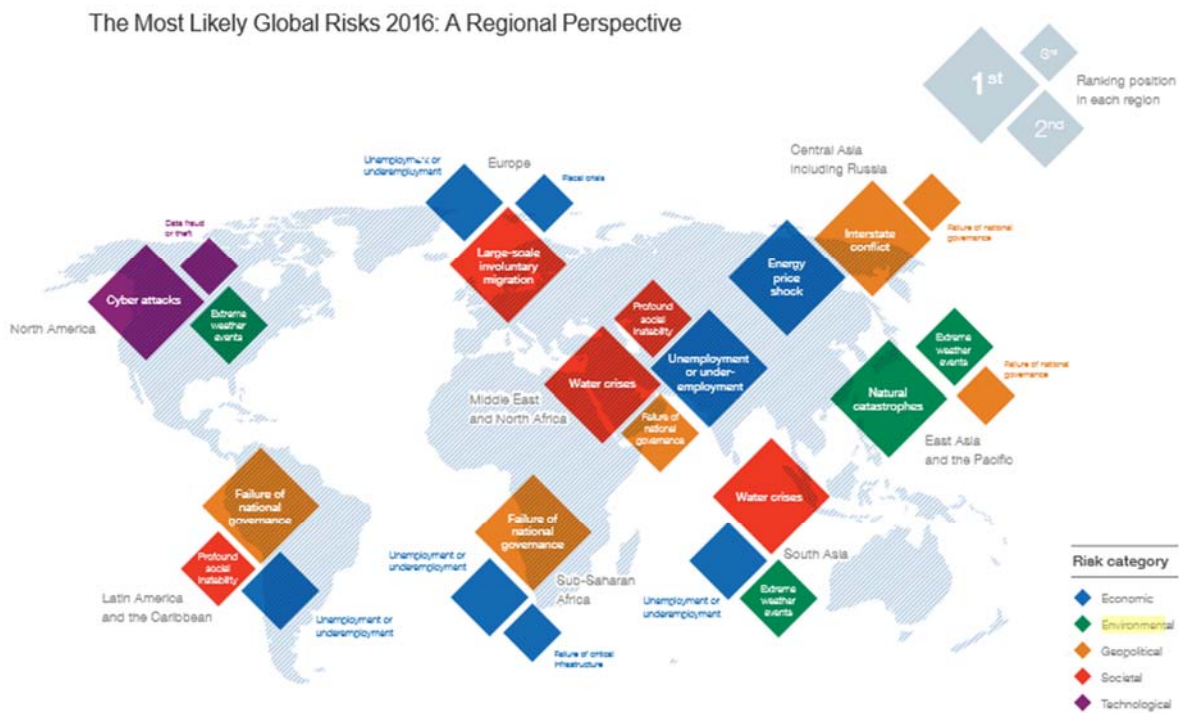 The Most Likely Global Risks 2016: A Regional Perspective
1st
3rd
2nd
Ranking position
in each region
Central Asia
including Russia
Interstate
conflict
Energy
price
shock
Failure of national
governance
Europe
Unemployment or
underemployment
Fiscal crisis
Large-scale
involuntary
migration
Data fraud
or theft
Cyber attacks
Extreme
weather
events
North America
Profound
social
instability
Unemployment
or under-
employment
Water crises
Failure of
national
governance
Middle East
and North Africa
Extreme
weather
events
Failure of national
governance
Natural
catastrophes
East Asia
and the Pacific
Failure of
national
governance
Profound
social
instability
Latin America
and the Caribbean
Unemployment or
underemployment
Failure of
national
governance
Unemployment or
underemployment
Sub-Saharan
Africa
Failure of critical
infrastructure
Water crises
South Asia
Unemployment or
underemployment
Extreme
weather
events
Risk category
Economic
Environmental
Geopolitical
Societal
Technological